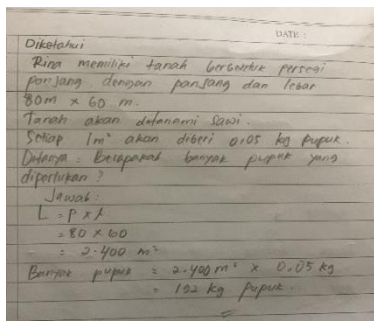 DATE :
Diketahui
Rina memiliki tanah berbentuk persegi
panjang dengan panjang dan lebar
80m x 60 m.
Tanah akan ditanami sawi.
Setiap 1m² akan diberi 0.05 kg pupuk.
Ditanya : Berapakah banyak pupuk yang
diperlukan ?
Jawab :
L = P x l
= 80 x 60
= 2.400 m²
Banyak pupuk = 2.400 m² x 0.05 kg
= 192 kg pupuk.